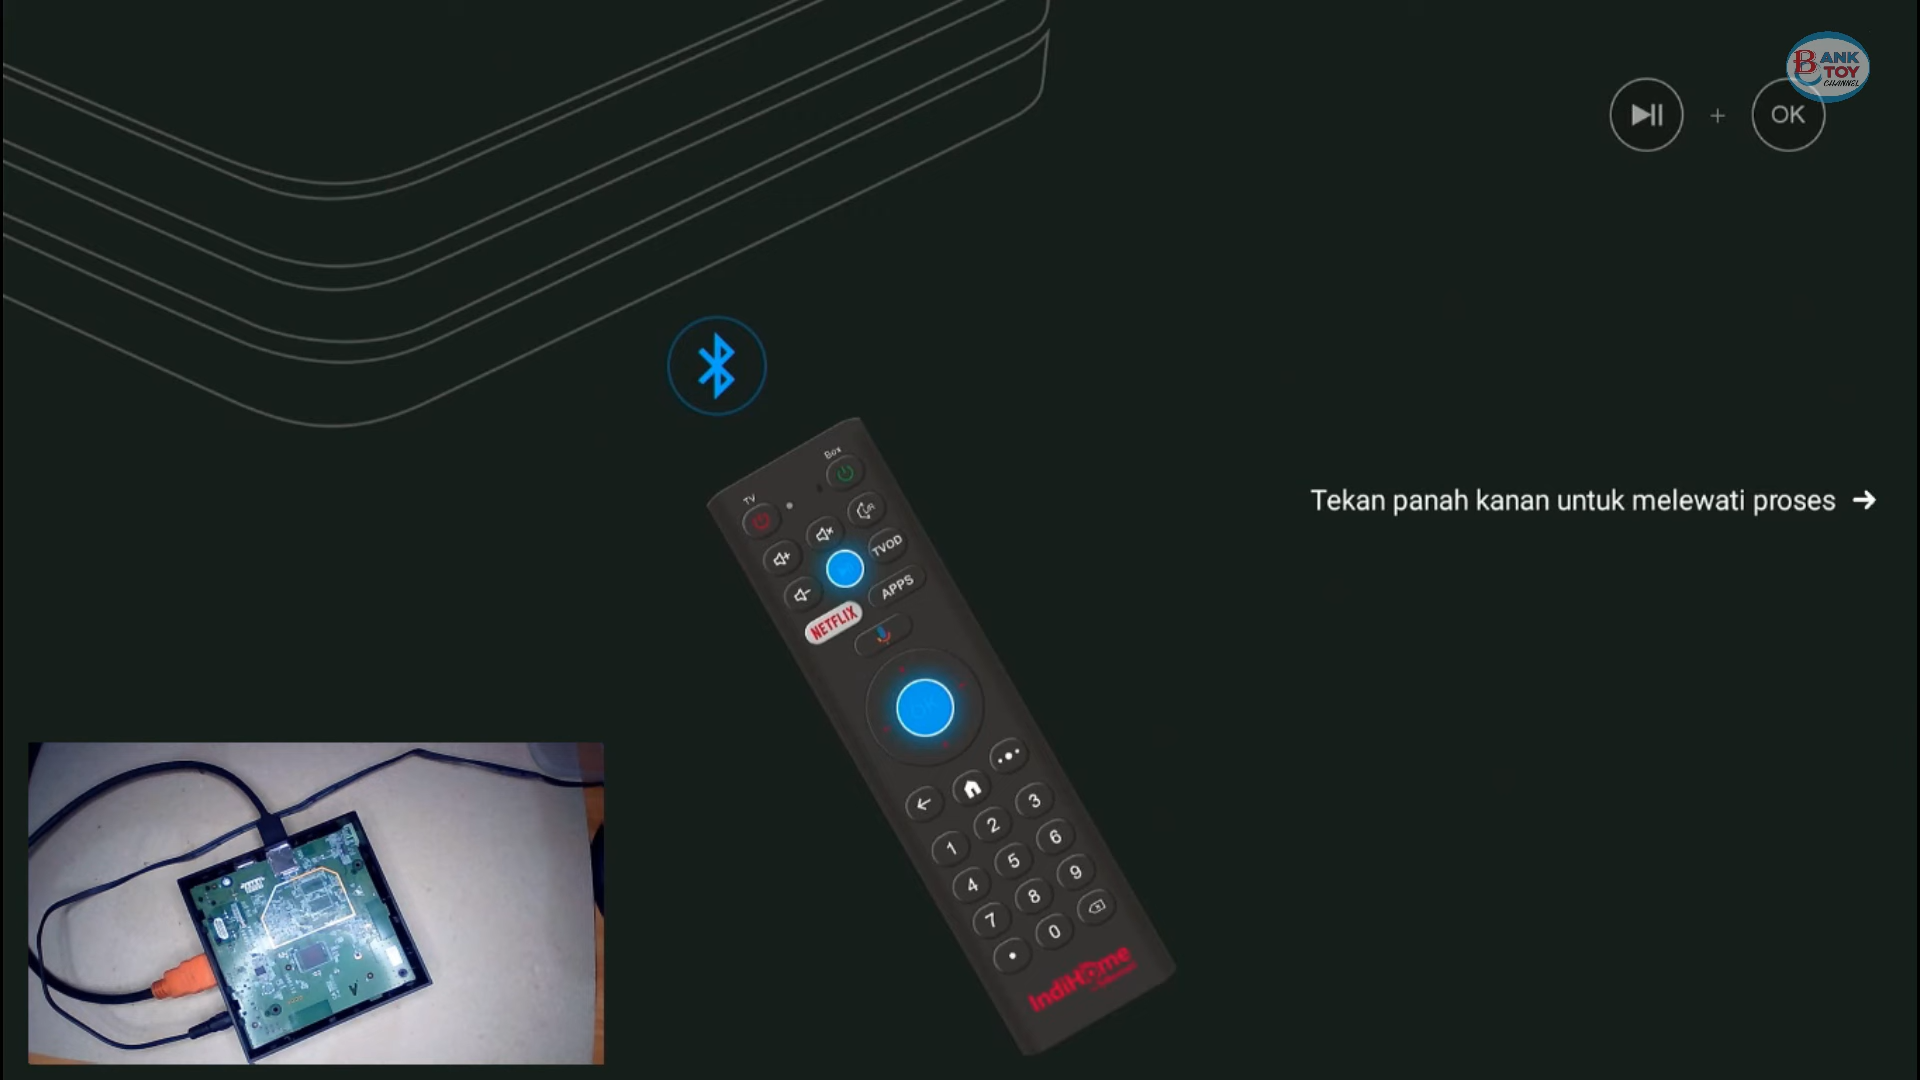 BANK
TOY
CHANNEL
+ OK
Tekan panah kanan untuk melewati proses →
Box
TV
TVOD
APPS
NETFLIX
1 2 3
4 5 6
7 8 9
0
IndiHome
V